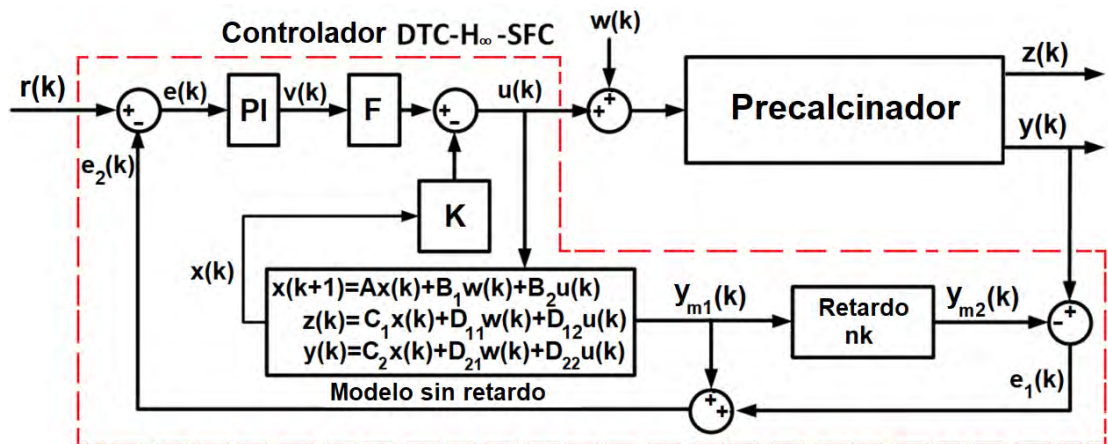 Controlador DTC-H∞-SFC
w(k)
z(k)
r(k)
e(k)
PI
v(k)
F
u(k)
Precalcinador
y(k)
e₂(k)
K
x(k)
x(k+1)=Ax(k)+B₁w(k)+B₂u(k)
z(k)=C₁x(k)+D₁₁w(k)+D₁₂u(k)
y(k)=C₂x(k)+D₂₁w(k)+D₂₂u(k)
yₘ₁(k)
Retardo
nk
yₘ₂(k)
Modelo sin retardo
e₁(k)